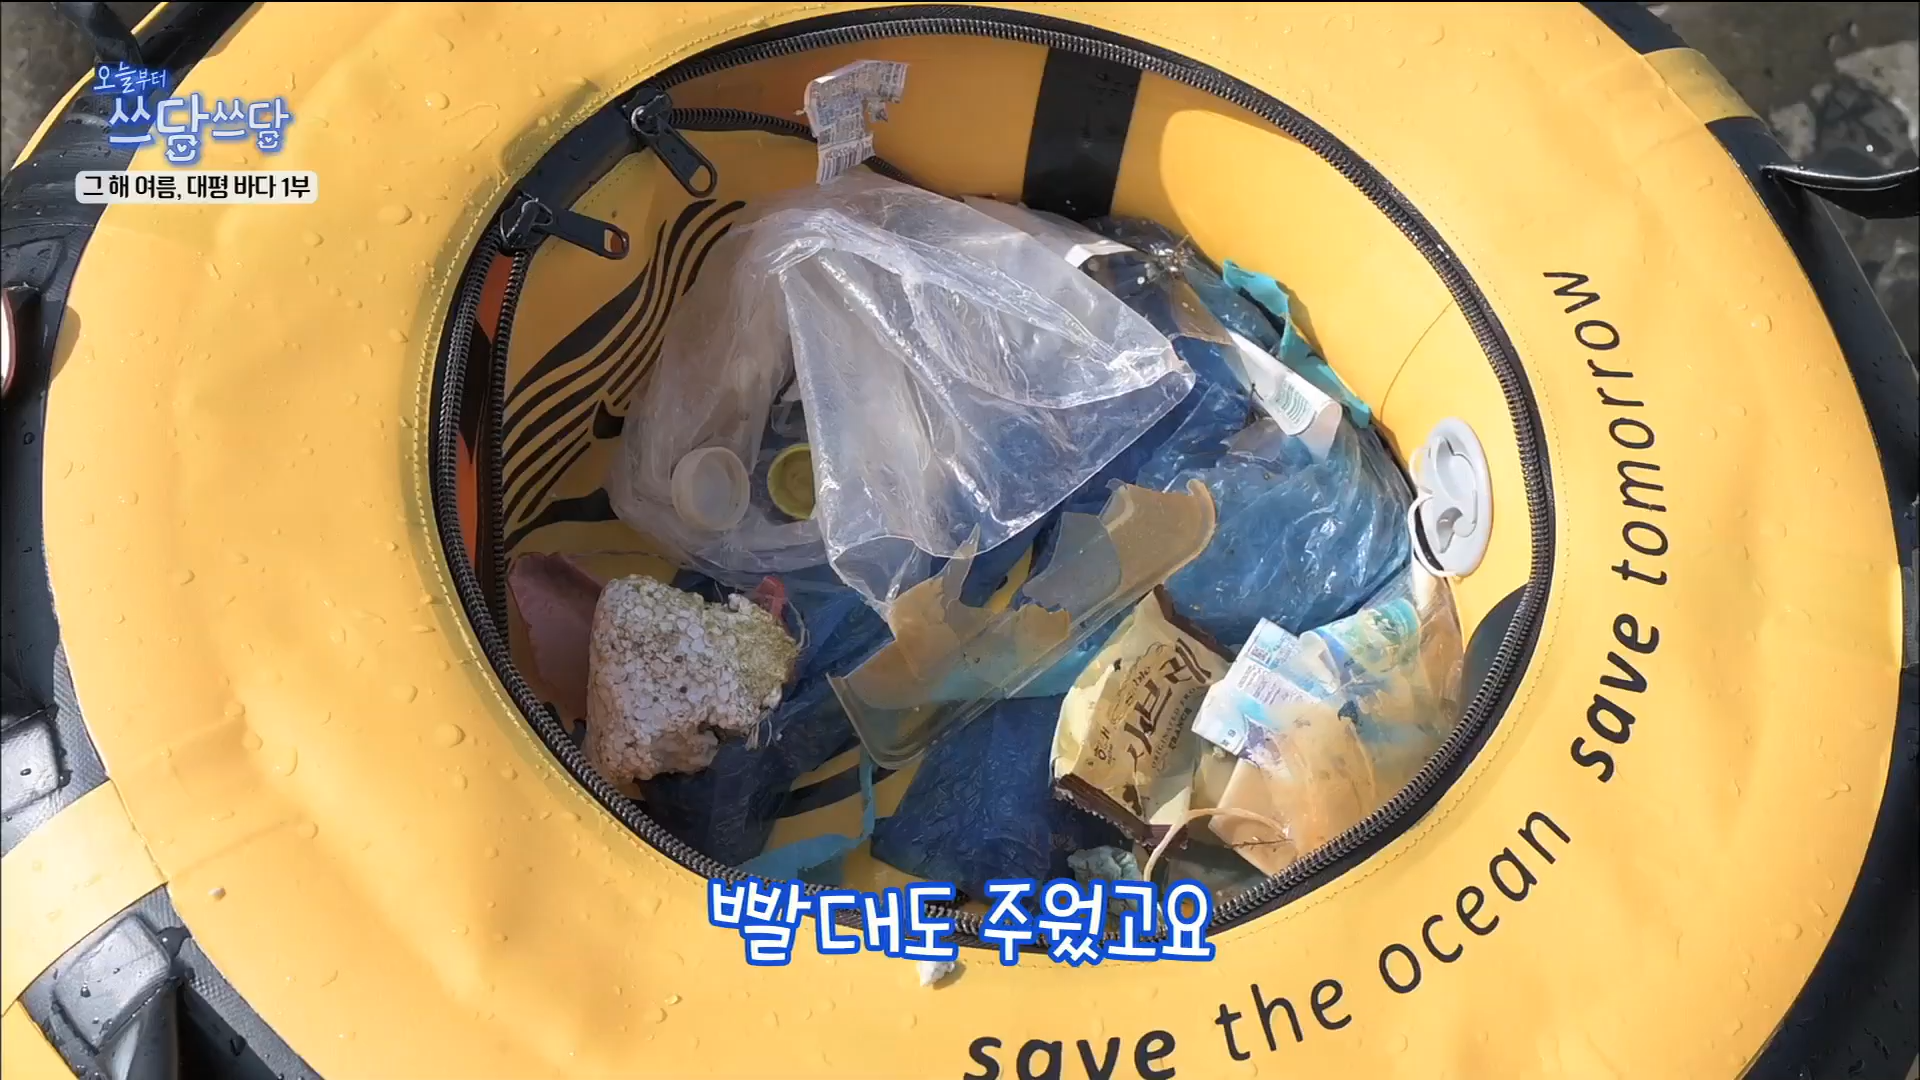 오늘부터
쓰담쓰담
그 해 여름, 대평 바다 1부
save the ocean save tomorrow
빨대도 주웠고요